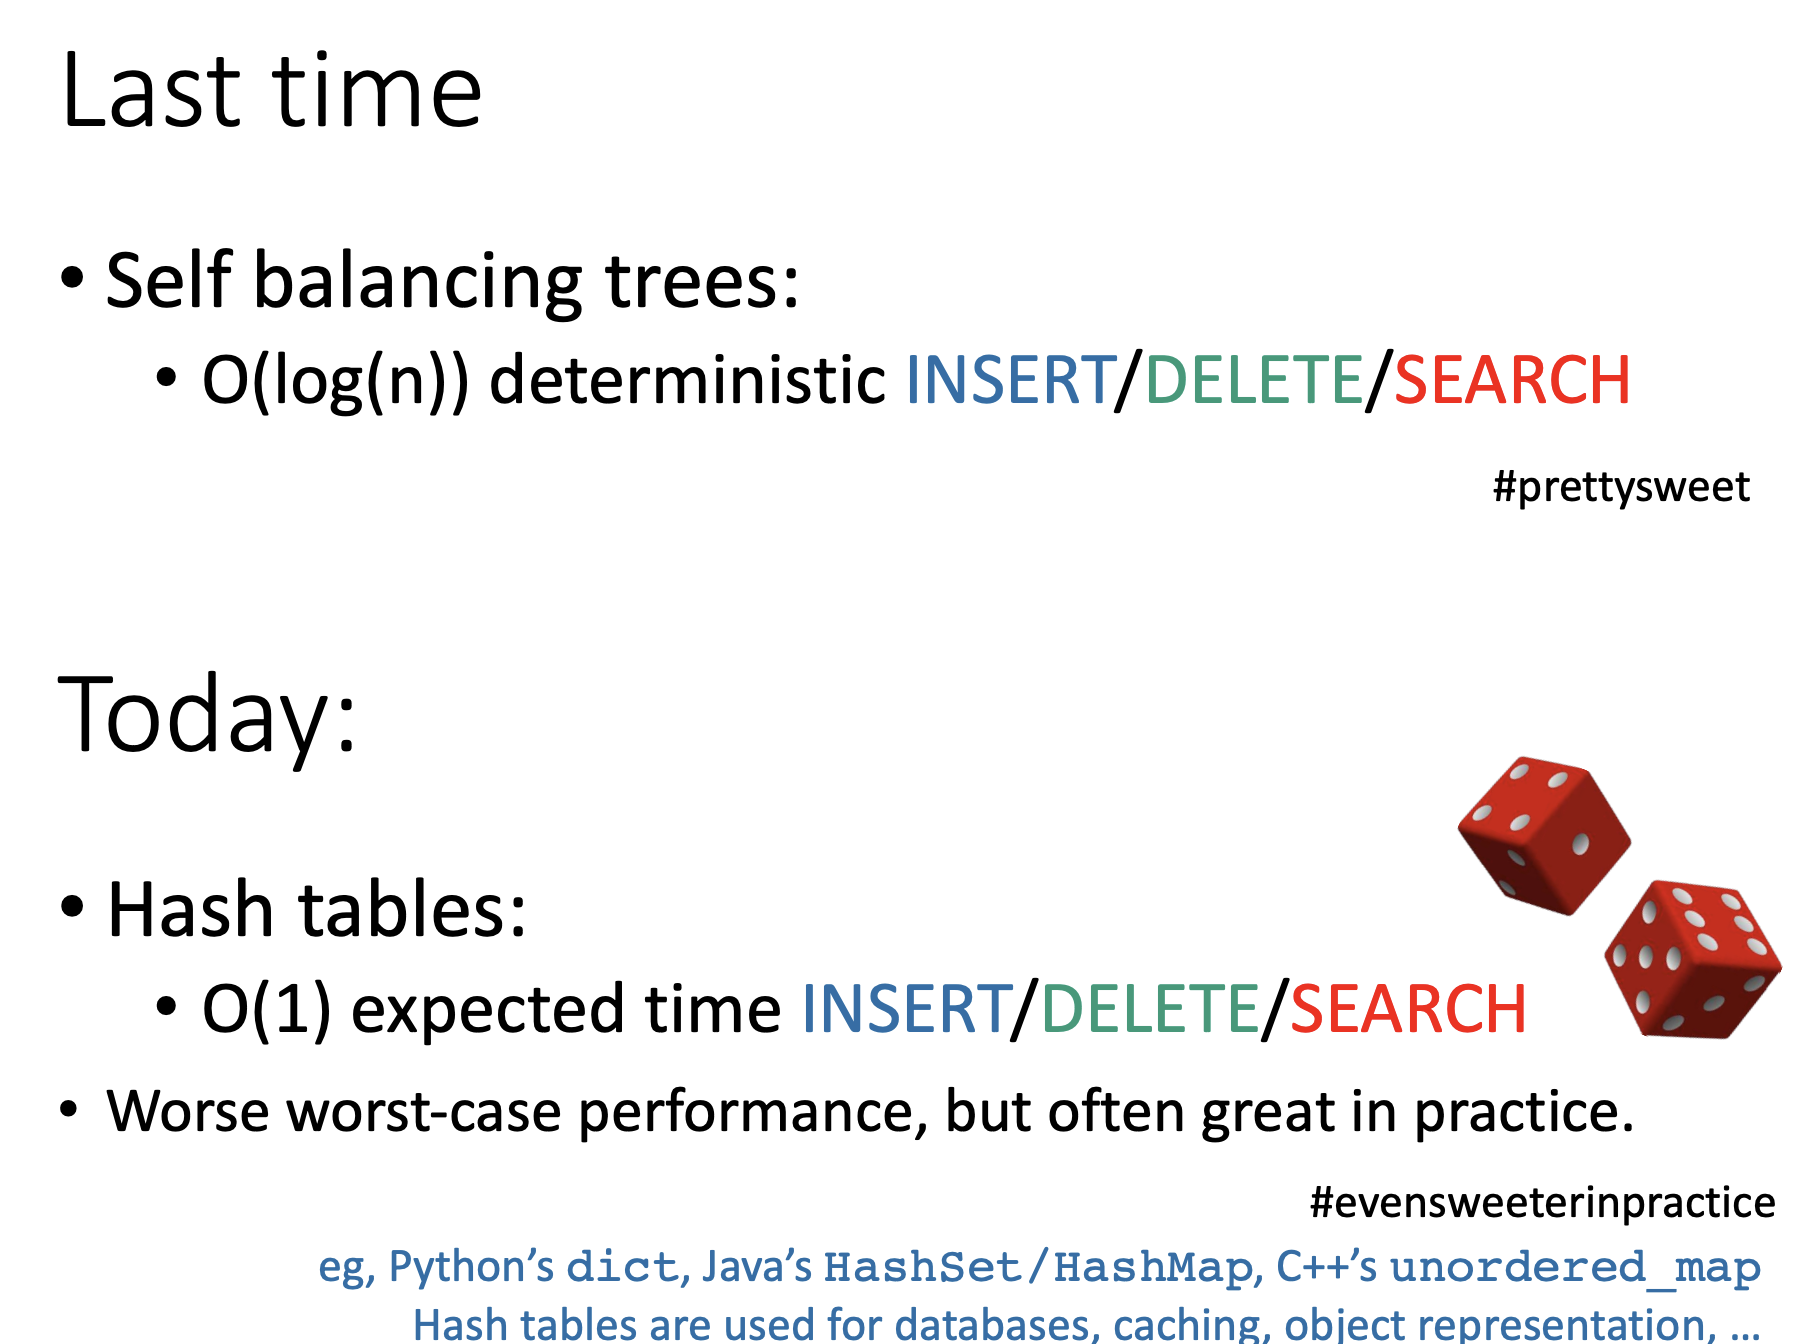 Last time
• Self balancing trees:
• O(log(n)) deterministic INSERT/DELETE/SEARCH
#prettysweet
Today:
• Hash tables:
• O(1) expected time INSERT/DELETE/SEARCH
• Worse worst-case performance, but often great in practice.
#evensweeterinpractice
eg, Python’s dict, Java’s HashSet/HashMap, C++’s unordered_map
Hash tables are used for databases, caching, object representation, …